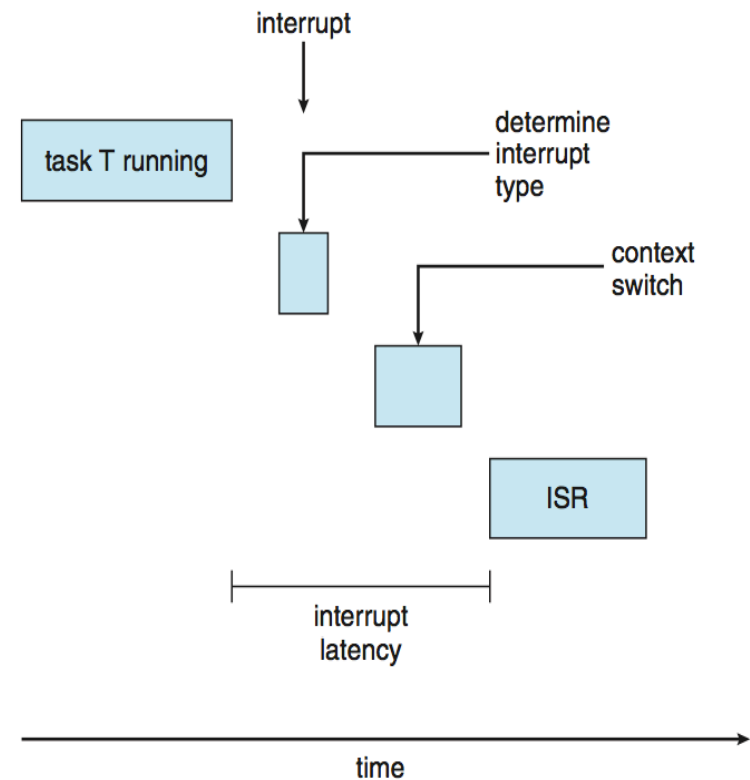 interrupt
task T running
determine
interrupt
type
context
switch
ISR
interrupt
latency
time